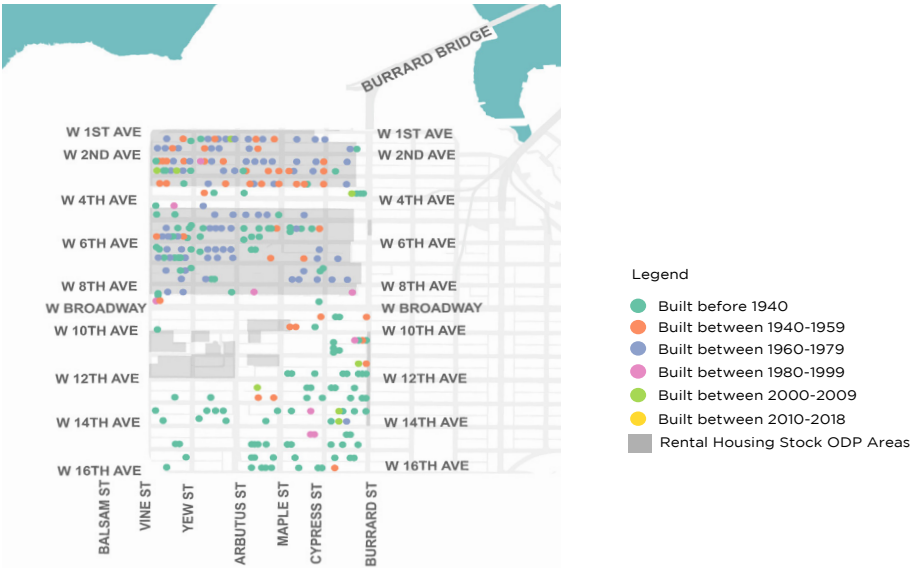 BURRARD BRIDGE
W 1ST AVE
W 1ST AVE
W 2ND AVE
W 2ND AVE
W 4TH AVE
W 4TH AVE
W 6TH AVE
W 6TH AVE
W 8TH AVE
W 8TH AVE
W BROADWAY
W BROADWAY
W 10TH AVE
W 10TH AVE
W 12TH AVE
W 12TH AVE
W 14TH AVE
W 14TH AVE
W 16TH AVE
W 16TH AVE
BALSAM ST
VINE ST
YEW ST
ARBUTUS ST
MAPLE ST
CYPRESS ST
BURRARD ST
Legend
Built before 1940
Built between 1940-1959
Built between 1960-1979
Built between 1980-1999
Built between 2000-2009
Built between 2010-2018
Rental Housing Stock ODP Areas